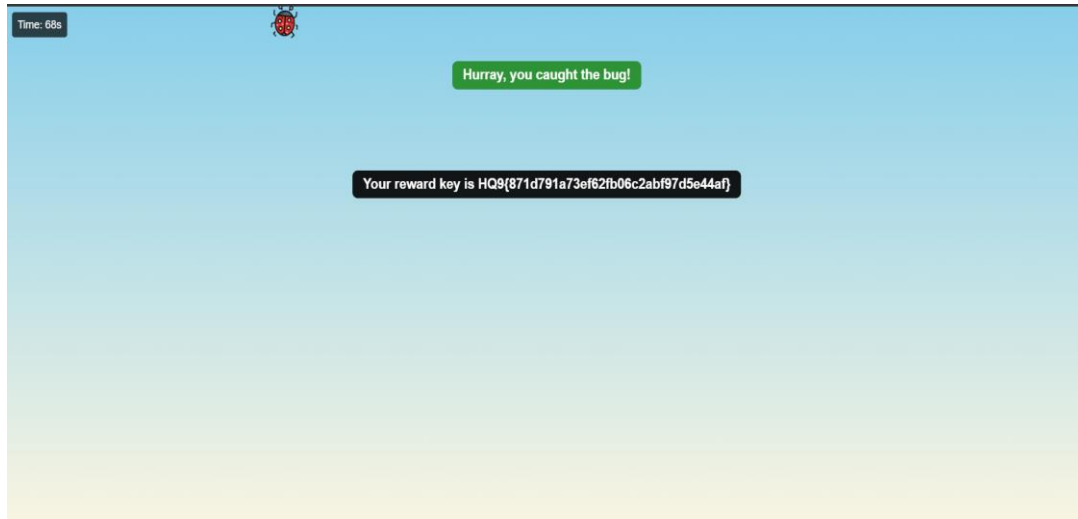 Time: 68s
Hurray, you caught the bug!
Your reward key is HQ9{871d791a73ef62fb06c2abf97d5e44af}